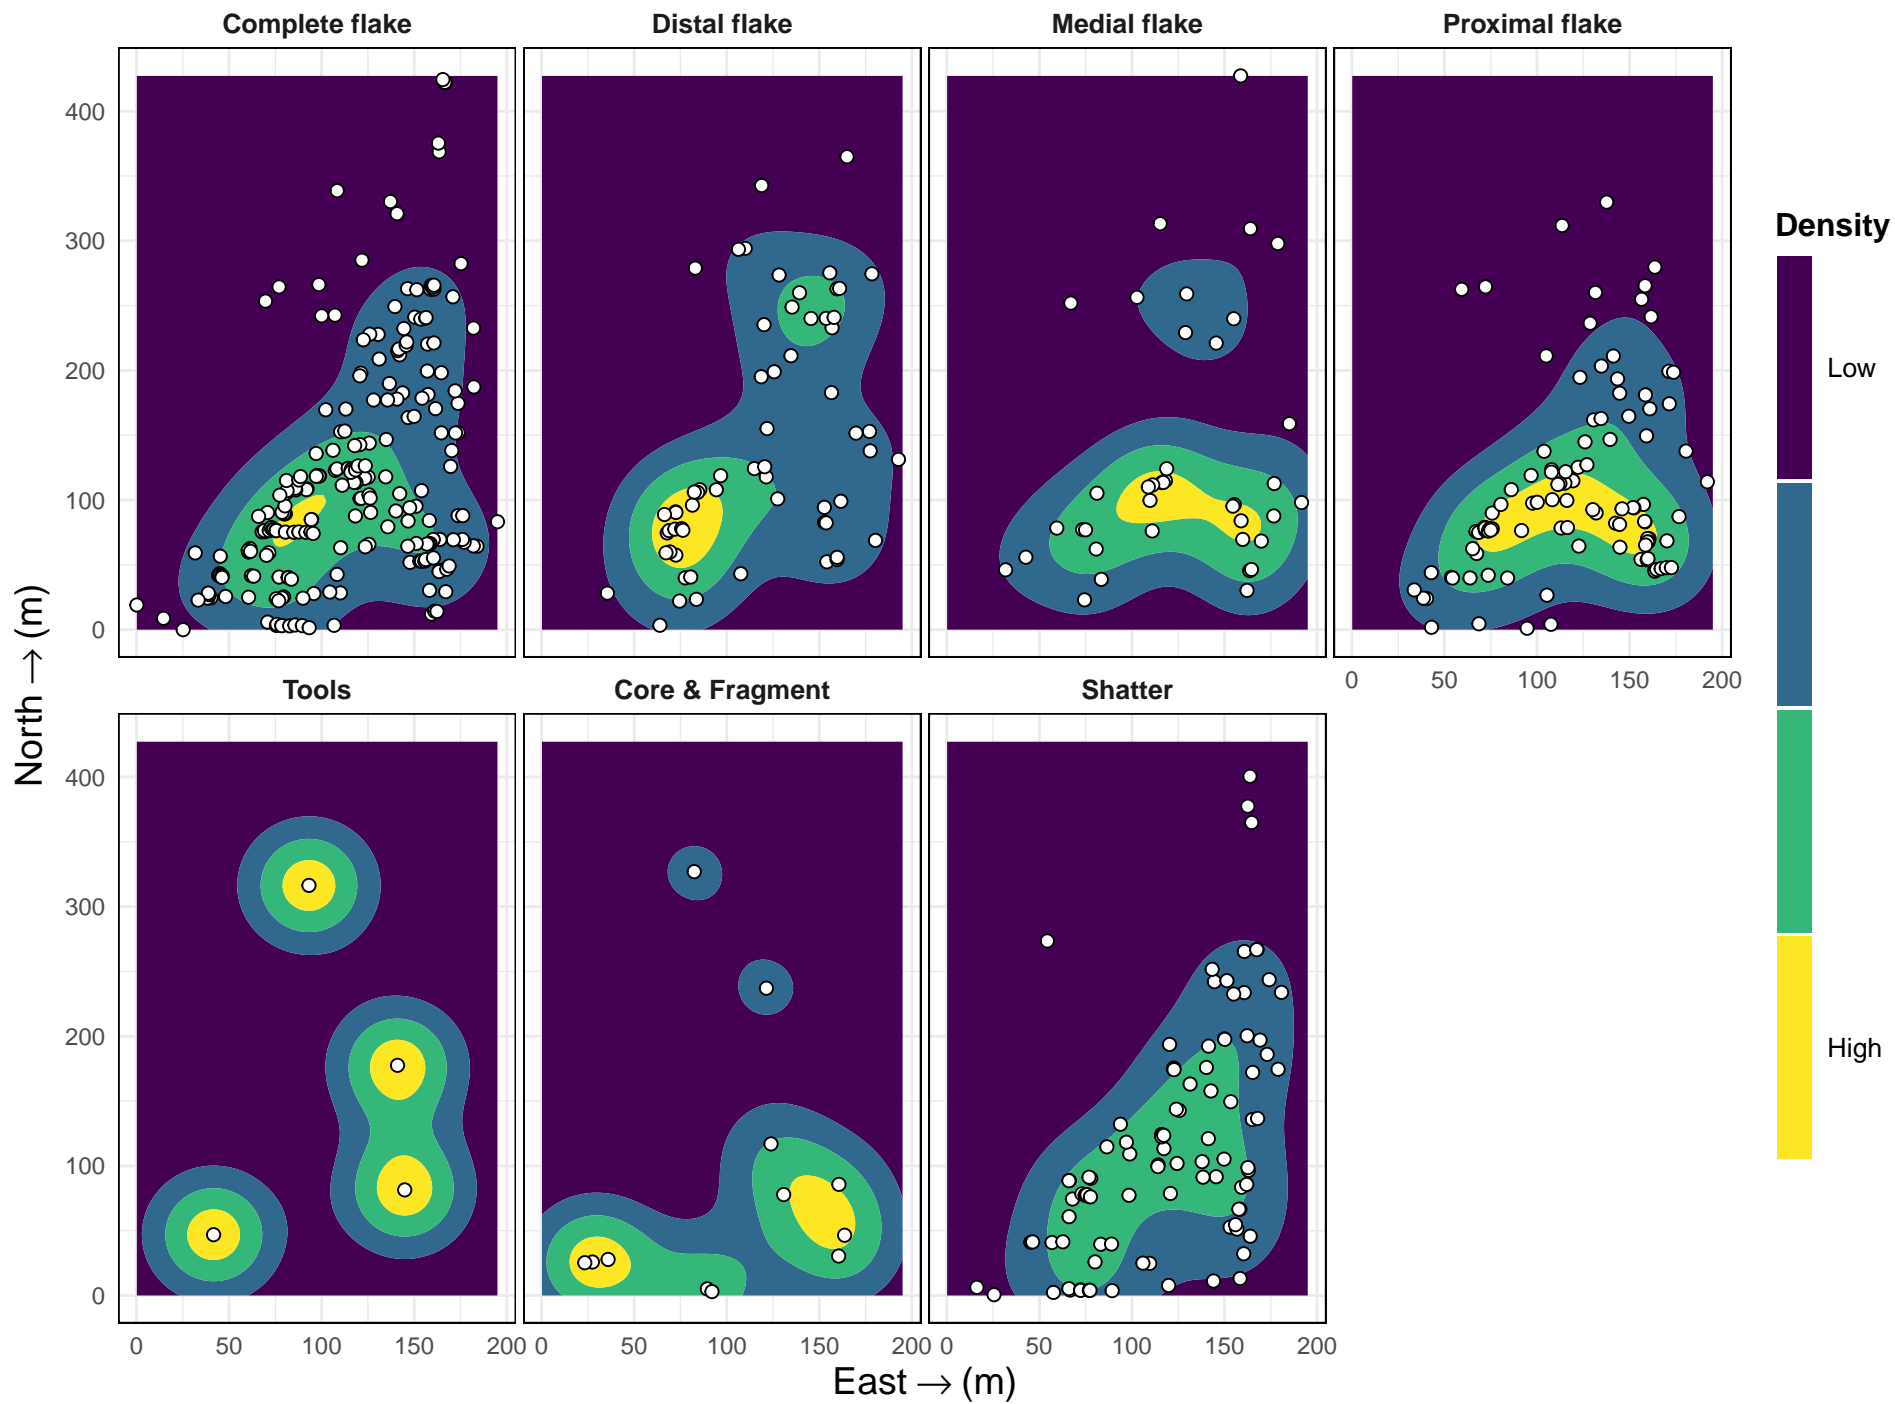 Complete flake Distal flake Medial flake Proximal flake
400
300
200
100
0
0 50 100 150 200
Tools Core & Fragment Shatter
400
300
200
100
0
0 50 100 150 200 0 50 100 150 200 0 50 100 150 200
North → (m)
East → (m)
Density
Low
High